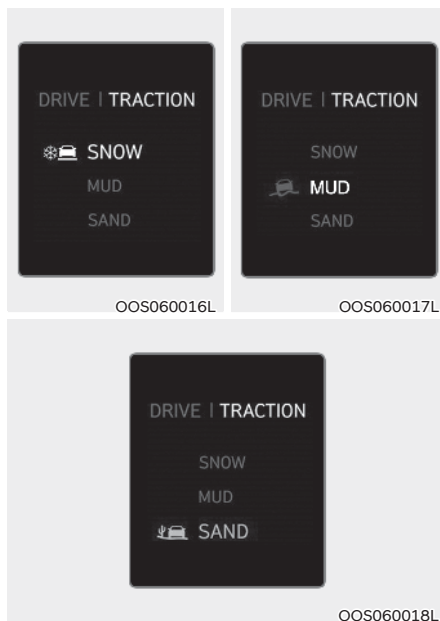 DRIVE | TRACTION
SNOW
MUD
SAND
OOS060016L
DRIVE | TRACTION
SNOW
MUD
SAND
OOS060017L
DRIVE | TRACTION
SNOW
MUD
SAND
OOS060018L